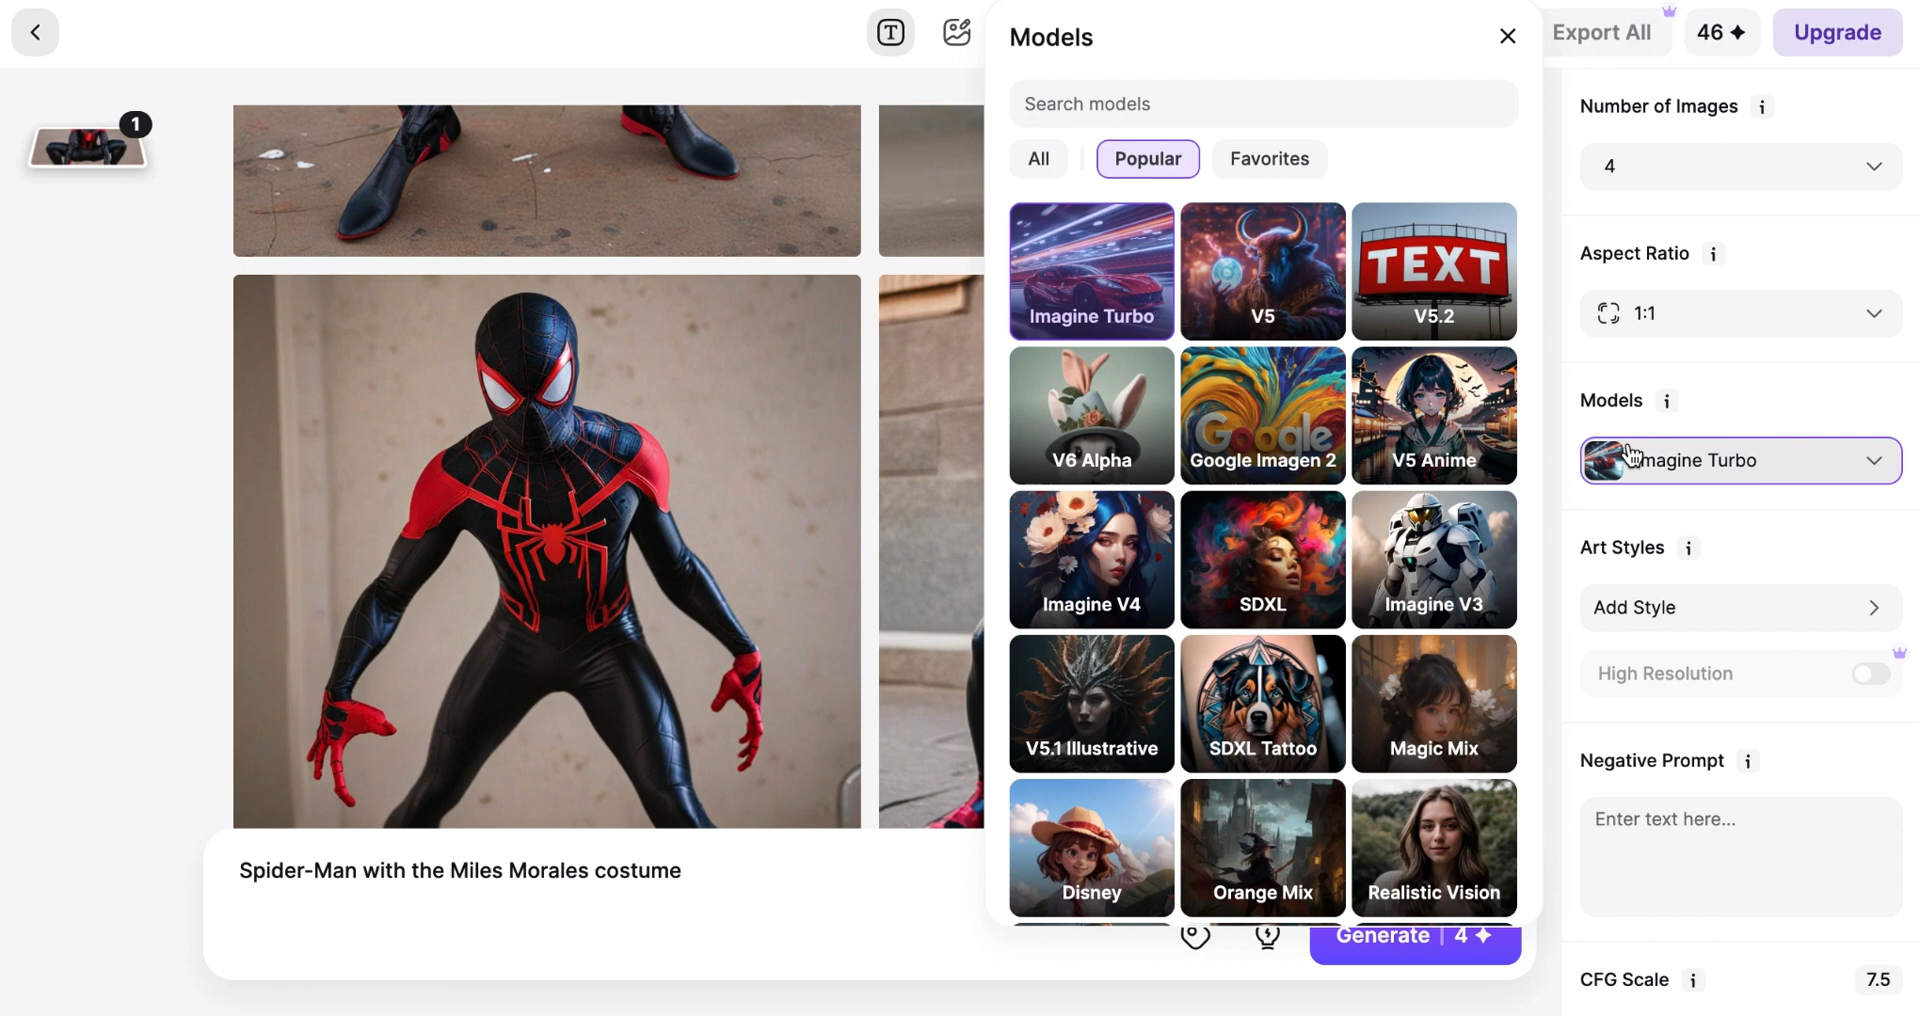 Models
Export All
46
Upgrade
1
Search models
All
Popular
Favorites
Imagine Turbo
V5
TEXT
V5.2
V6 Alpha
Google
Google Imagen 2
V5 Anime
Imagine V4
SDXL
Imagine V3
V5.1 Illustrative
SDXL Tattoo
Magic Mix
Disney
Orange Mix
Realistic Vision
Number of Images i
4
Aspect Ratio i
1:1
Models i
Imagine Turbo
Art Styles i
Add Style
High Resolution
Negative Prompt i
Enter text here...
CFG Scale i 7.5
Spider-Man with the Miles Morales costume
Generate | 4